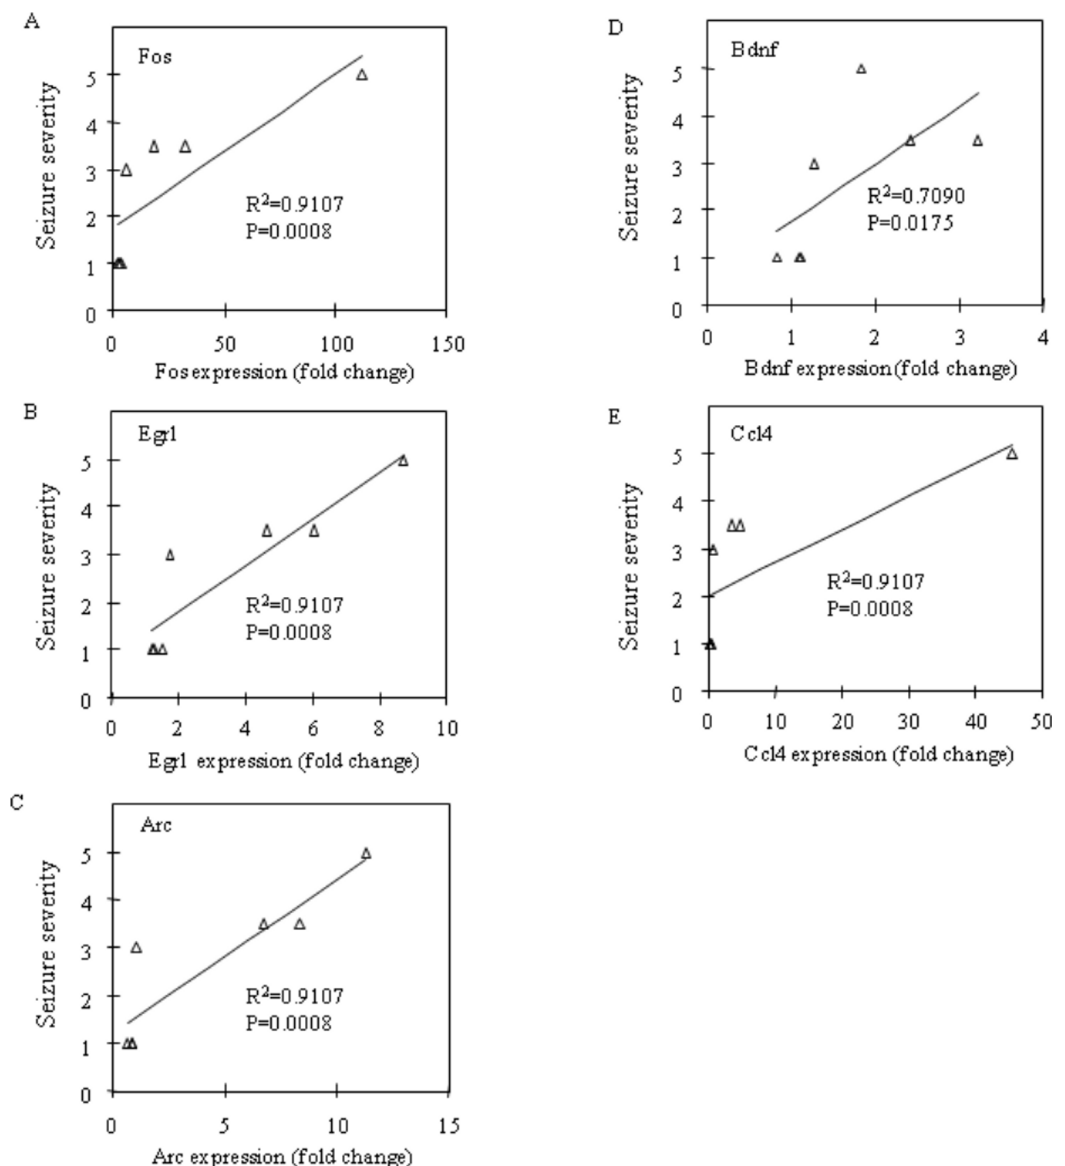 A
Fos
Seizure severity
5
4
3
2
1
0
R²=0.9107
P=0.0008
0 50 100 150
Fos expression (fold change)
B
Egr1
Seizure severity
5
4
3
2
1
0
R²=0.9107
P=0.0008
0 2 4 6 8 10
Egr1 expression (fold change)
C
Arc
Seizure severity
5
4
3
2
1
0
R²=0.9107
P=0.0008
0 5 10 15
Arc expression (fold change)
D
Bdnf
Seizure severity
5
4
3
2
1
0
R²=0.7090
P=0.0175
0 1 2 3 4
Bdnf expression (fold change)
E
Ccl4
Seizure severity
5
4
3
2
1
0
R²=0.9107
P=0.0008
0 10 20 30 40 50
Ccl4 expression (fold change)